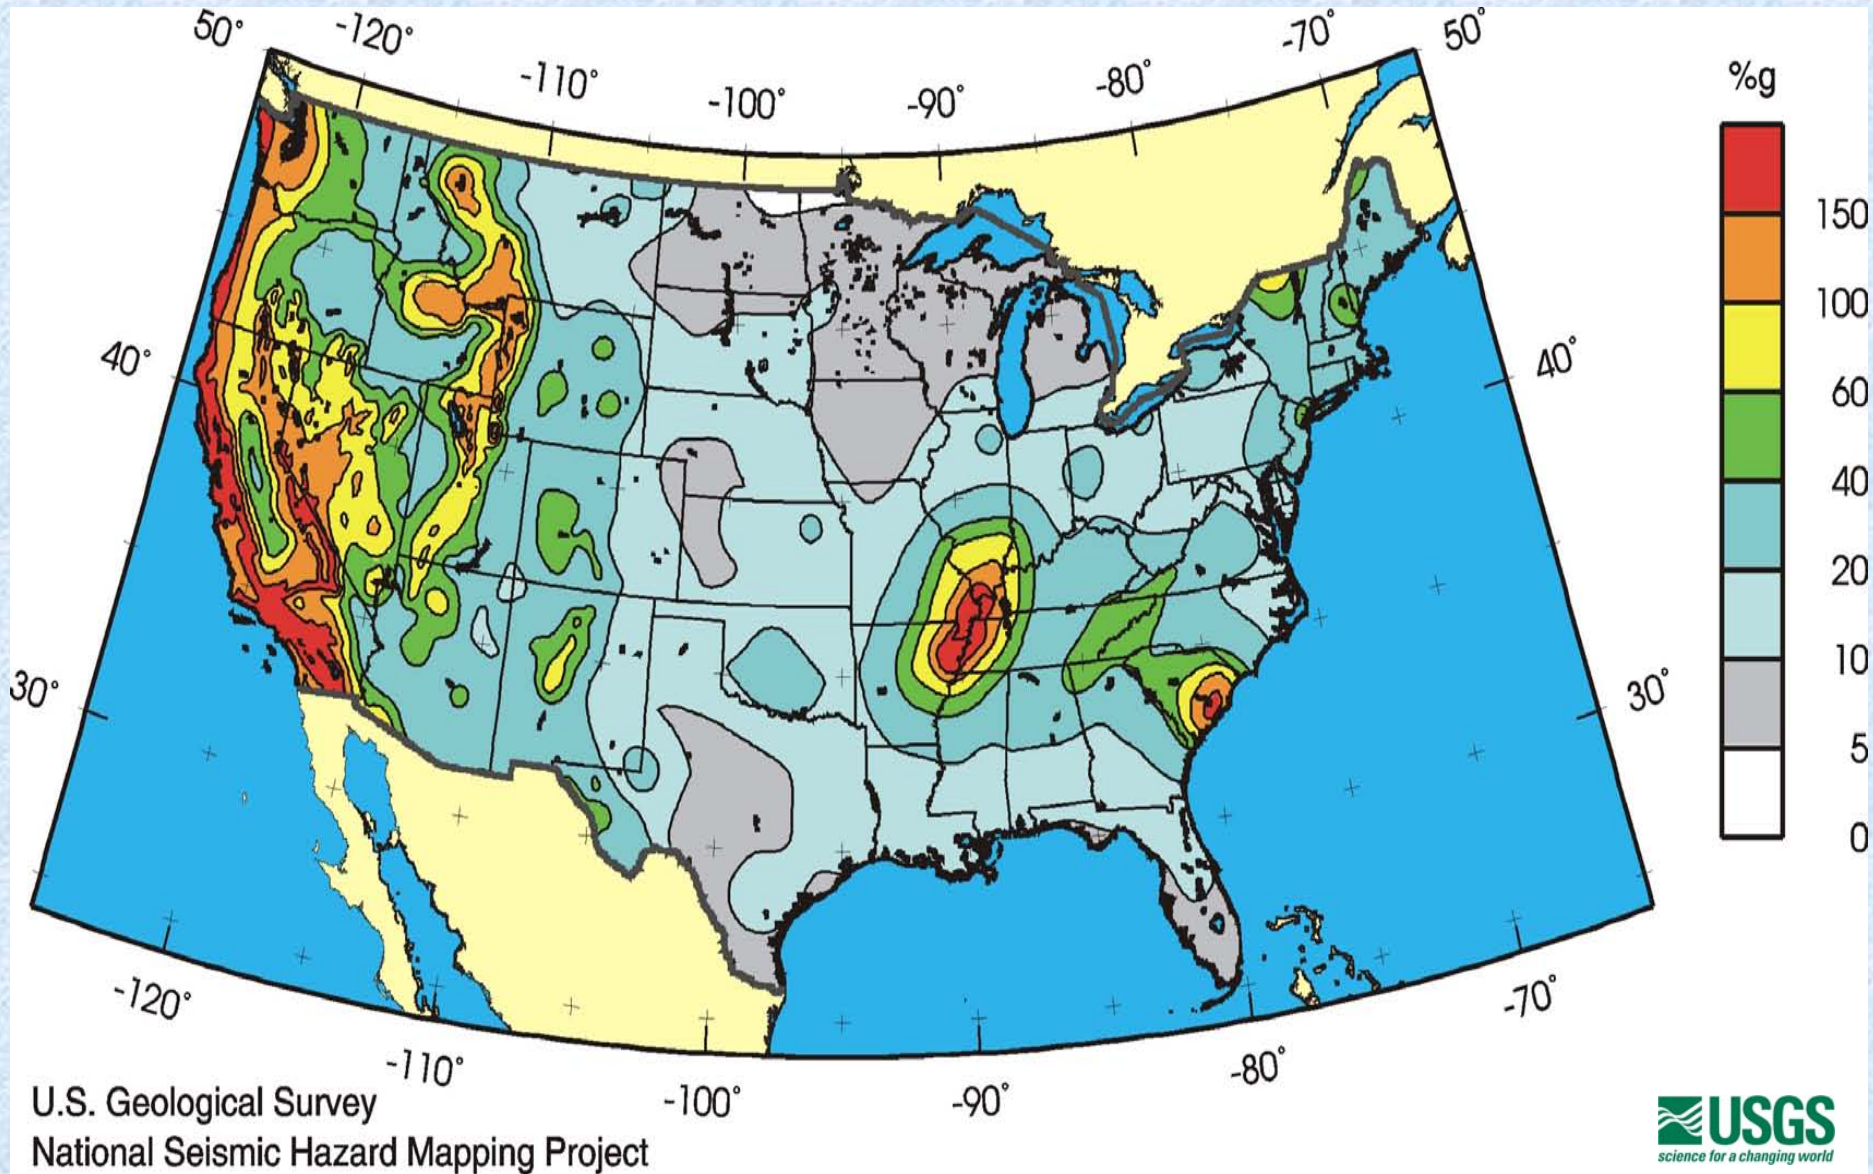 50° -120° -110° -100° -90° -80° -70° 50°
%g
150
100
60
40
20
10
5
0
40° 40°
30° 30°
-120° -110° -100° -90° -80° -70°
U.S. Geological Survey
National Seismic Hazard Mapping Project
USGS
science for a changing world